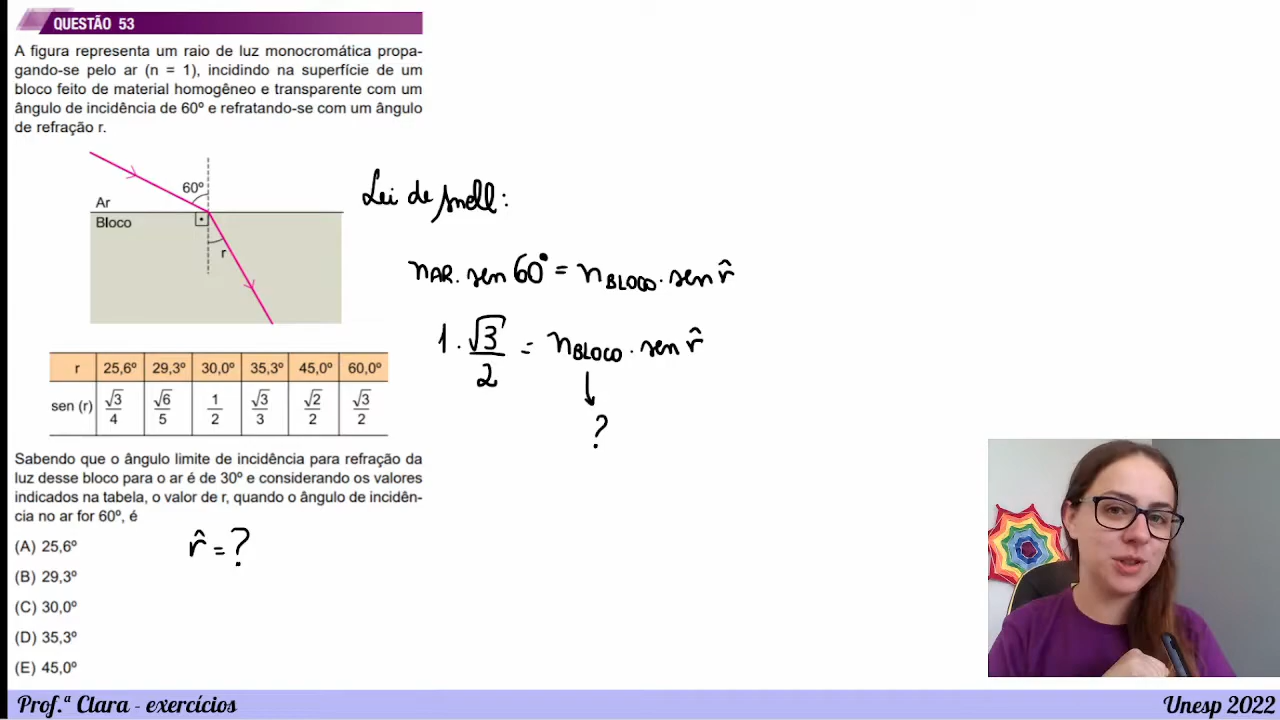 QUESTÃO 53
A figura representa um raio de luz monocromática propa-
gando-se pelo ar (n = 1), incidindo na superfície de um
bloco feito de material homogêneo e transparente com um
ângulo de incidência de 60º e refratando-se com um ângulo
de refração r.
60º
Ar
Bloco
r
Lei de snell:
nAR. sen 60° = nBLOCO. sen r̂
1 . √3/2 = nBLOCO . sen r̂
?
r 25,6º 29,3º 30,0º 35,3º 45,0º 60,0º
sen (r) √3/4 √6/5 1/2 √3/3 √2/2 √3/2
Sabendo que o ângulo limite de incidência para refração da
luz desse bloco para o ar é de 30º e considerando os valores
indicados na tabela, o valor de r, quando o ângulo de incidên-
cia no ar for 60º, é
r̂ = ?
(A) 25,6º
(B) 29,3º
(C) 30,0º
(D) 35,3º
(E) 45,0º
Prof.ª Clara - exercícios
Unesp 2022